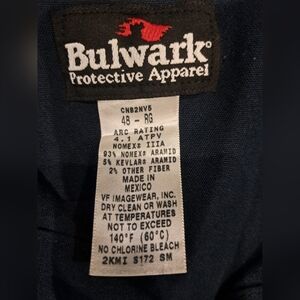 Bulwark®
Protective Apparel
CNB2NV5
48 - RG
ARC RATING
4.1 ATPV
NOMEX® IIIA
93% NOMEX® ARAMID
5% KEVLAR® ARAMID
2% OTHER FIBER
MADE IN
MEXICO
VF IMAGEWEAR, INC.
DRY CLEAN OR WASH
AT TEMPERATURES
NOT TO EXCEED
140°F (60°C)
NO CHLORINE BLEACH
2KMI S172 SM